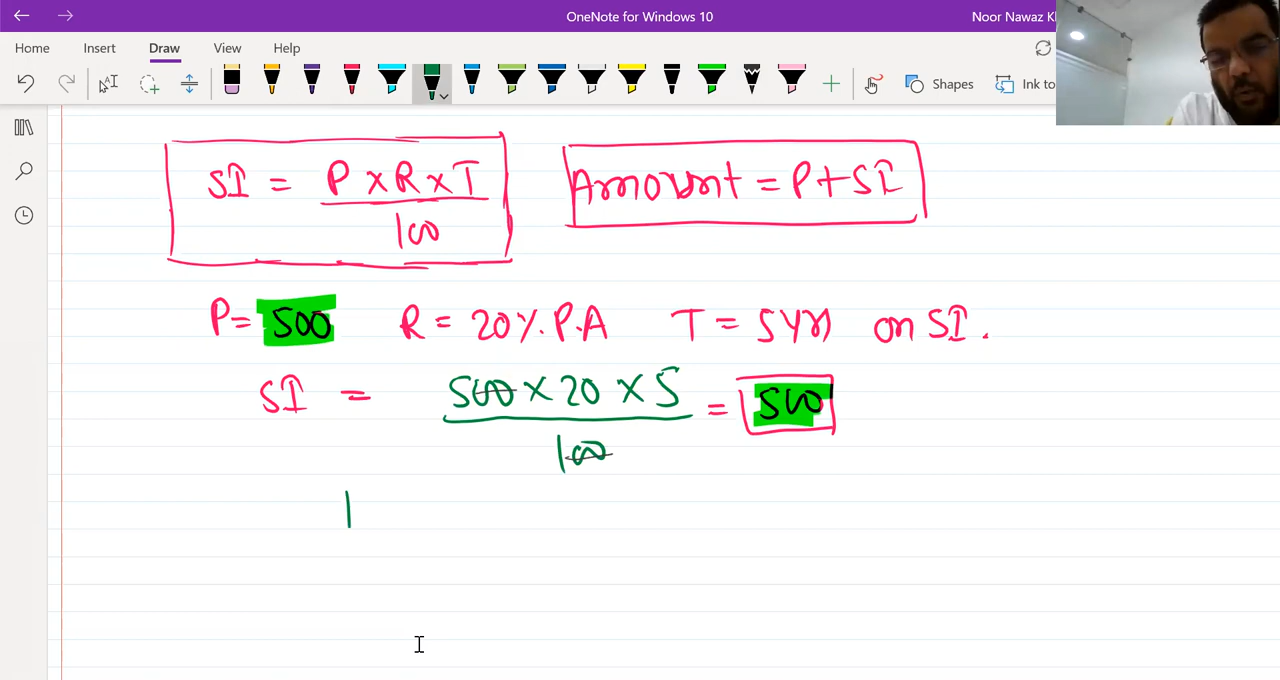 OneNote for Windows 10
Noor Nawaz Kh
Home Insert Draw View Help
Shapes
Ink to
SI = P x R x T / 100
Amount = P + SI
P = 500 R = 20%.P.A T = 5 yrs on SI.
SI = 500 x 20 x 5 / 100 = 500